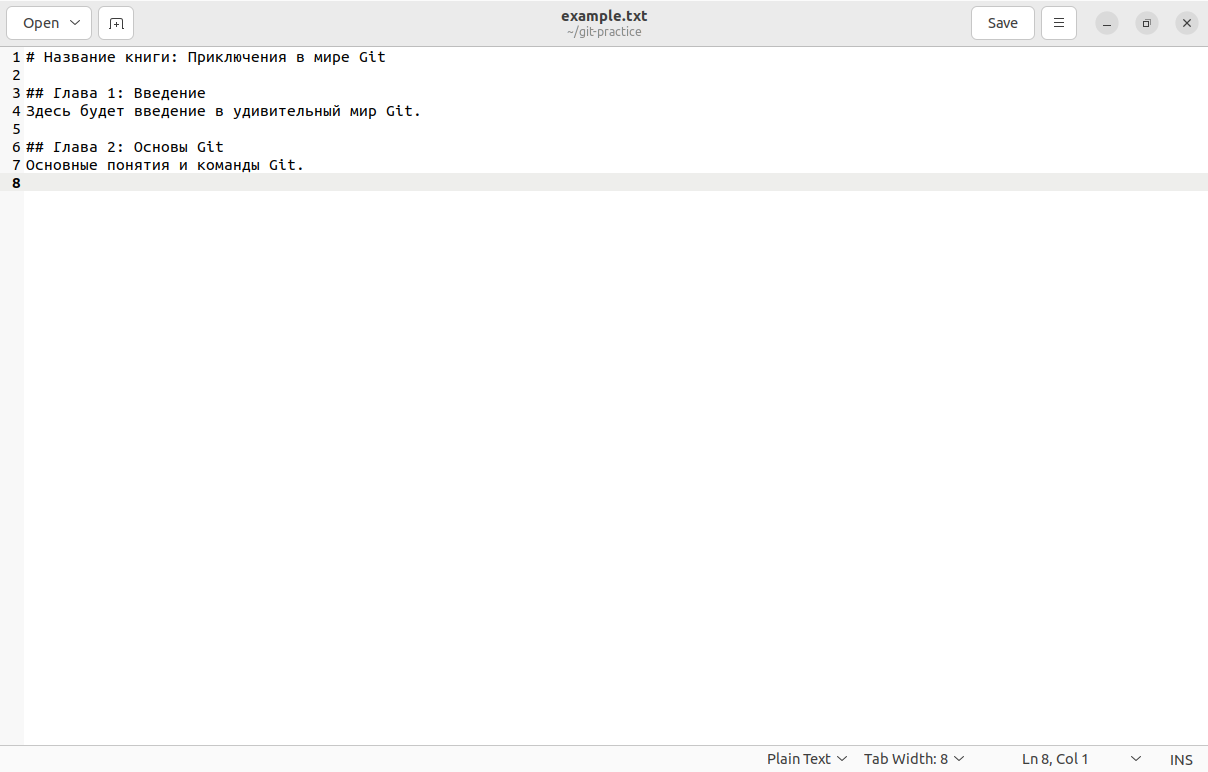 Open
example.txt
~/git-practice
Save
1 # Название книги: Приключения в мире Git
2
3 ## Глава 1: Введение
4 Здесь будет введение в удивительный мир Git.
5
6 ## Глава 2: Основы Git
7 Основные понятия и команды Git.
8
Plain Text Tab Width: 8 Ln 8, Col 1 INS